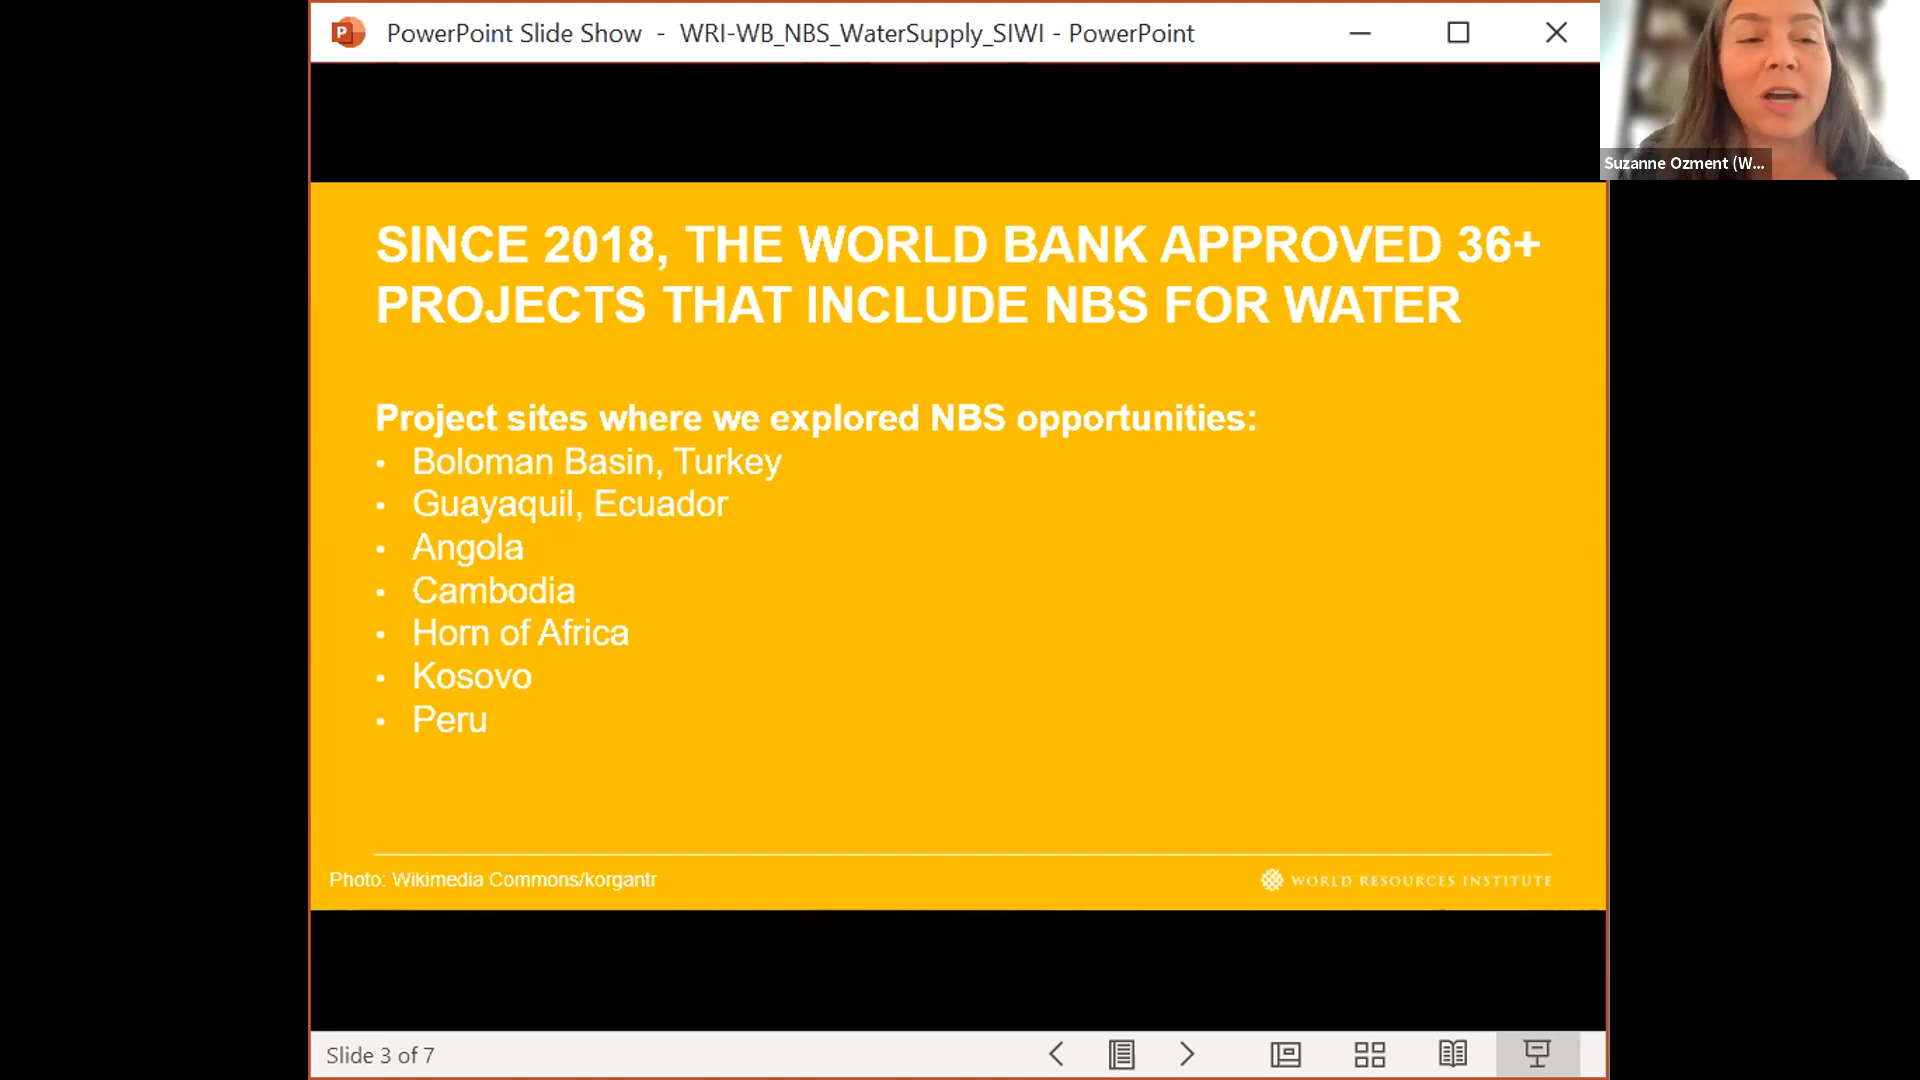 PowerPoint Slide Show - WRI-WB_NBS_WaterSupply_SIWI - PowerPoint
Suzanne Ozment (W...
SINCE 2018, THE WORLD BANK APPROVED 36+
PROJECTS THAT INCLUDE NBS FOR WATER
Project sites where we explored NBS opportunities:
• Boloman Basin, Turkey
• Guayaquil, Ecuador
• Angola
• Cambodia
• Horn of Africa
• Kosovo
• Peru
Photo: Wikimedia Commons/korgantr
WORLD RESOURCES INSTITUTE
Slide 3 of 7